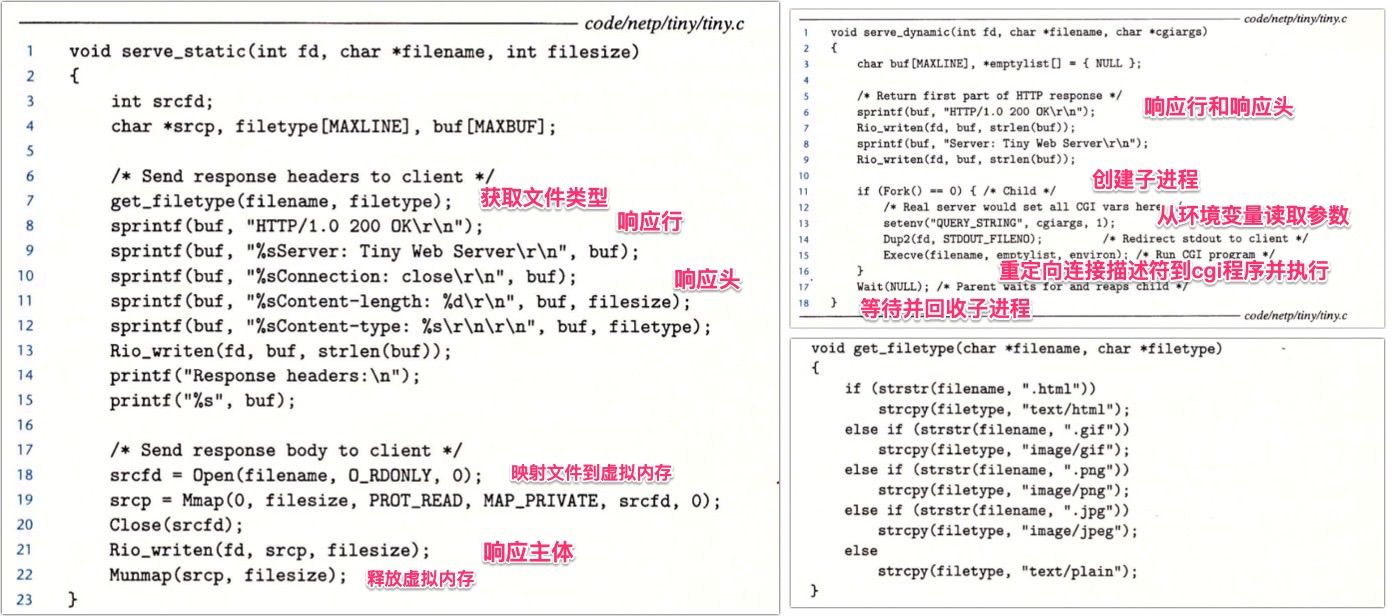 code/netp/tiny/tiny.c
1 void serve_static(int fd, char *filename, int filesize)
2 {
3 int srcfd;
4 char *srcp, filetype[MAXLINE], buf[MAXBUF];
5
6 /* Send response headers to client */
7 get_filetype(filename, filetype); 获取文件类型
8 sprintf(buf, "HTTP/1.0 200 OK\r\n"); 响应行
9 sprintf(buf, "%sServer: Tiny Web Server\r\n", buf);
10 sprintf(buf, "%sConnection: close\r\n", buf); 响应头
11 sprintf(buf, "%sContent-length: %d\r\n", buf, filesize);
12 sprintf(buf, "%sContent-type: %s\r\n\r\n", buf, filetype);
13 Rio_writen(fd, buf, strlen(buf));
14 printf("Response headers:\n");
15 printf("%s", buf);
16
17 /* Send response body to client */
18 srcfd = Open(filename, O_RDONLY, 0); 映射文件到虚拟内存
19 srcp = Mmap(0, filesize, PROT_READ, MAP_PRIVATE, srcfd, 0);
20 Close(srcfd);
21 Rio_writen(fd, srcp, filesize); 响应主体
22 Munmap(srcp, filesize); 释放虚拟内存
23 }
code/netp/tiny/tiny.c
1 void serve_dynamic(int fd, char *filename, char *cgiargs)
2 {
3 char buf[MAXLINE], *emptylist[] = { NULL };
4
5 /* Return first part of HTTP response */
6 sprintf(buf, "HTTP/1.0 200 OK\r\n"); 响应行和响应头
7 Rio_writen(fd, buf, strlen(buf));
8 sprintf(buf, "Server: Tiny Web Server\r\n");
9 Rio_writen(fd, buf, strlen(buf));
10
11 if (Fork() == 0) { /* Child */ 创建子进程
12 /* Real server would set all CGI vars here */
13 setenv("QUERY_STRING", cgiargs, 1); 从环境变量读取参数
14 Dup2(fd, STDOUT_FILENO); /* Redirect stdout to client */
15 Execve(filename, emptylist, environ); /* Run CGI program */
16 } 重定向连接描述符到cgi程序并执行
17 Wait(NULL); /* Parent waits for and reaps child */
18 } 等待并回收子进程
code/netp/tiny/tiny.c
void get_filetype(char *filename, char *filetype)
{
if (strstr(filename, ".html"))
strcpy(filetype, "text/html");
else if (strstr(filename, ".gif"))
strcpy(filetype, "image/gif");
else if (strstr(filename, ".png"))
strcpy(filetype, "image/png");
else if (strstr(filename, ".jpg"))
strcpy(filetype, "image/jpeg");
else
strcpy(filetype, "text/plain");
}